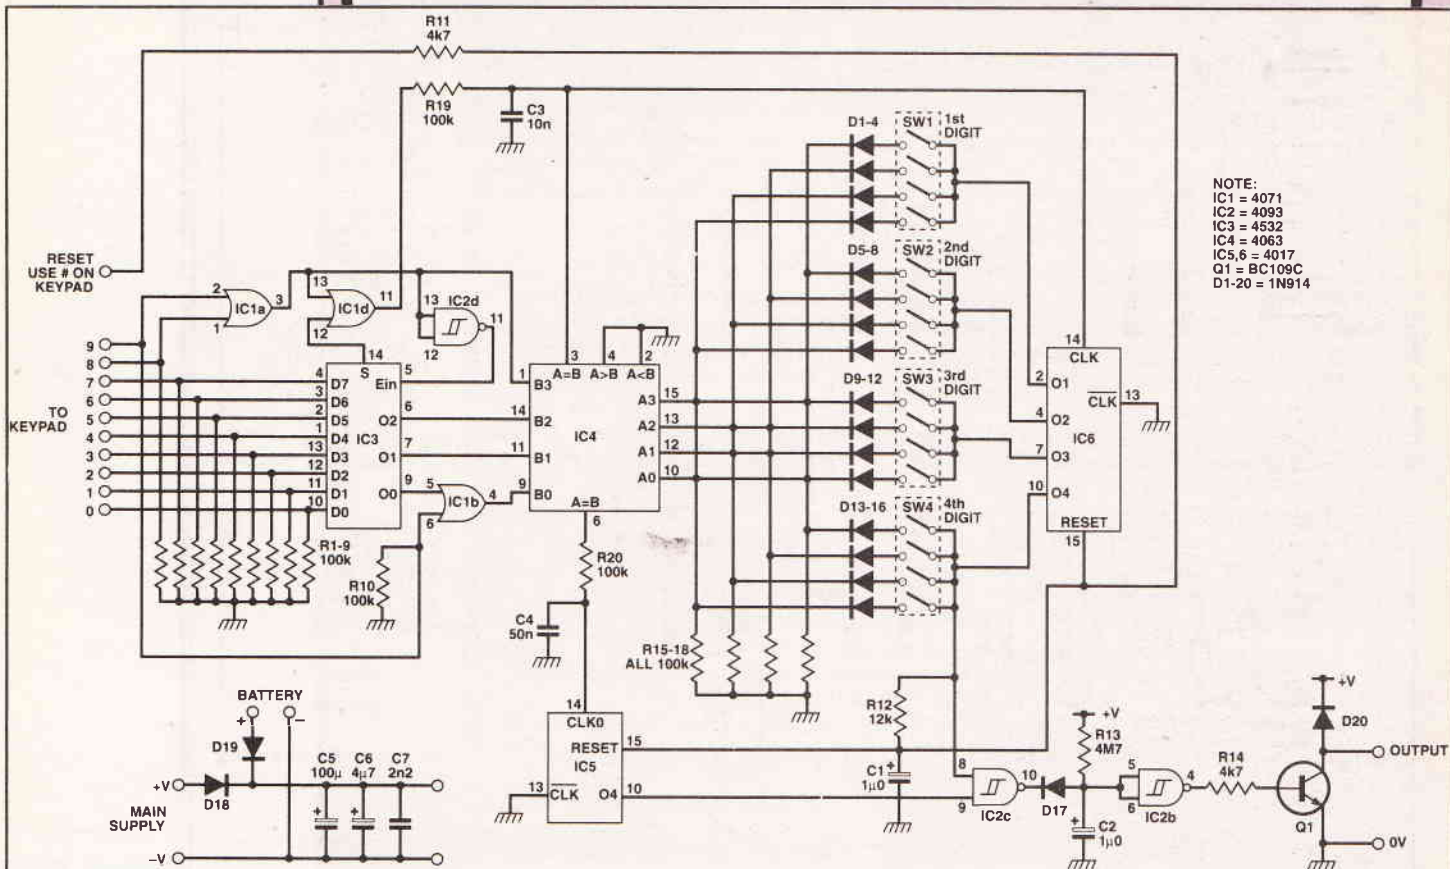 R11
4k7
R19
100k
C3
10n
D1-4
SW1
1st
DIGIT
NOTE:
IC1 = 4071
IC2 = 4093
IC3 = 4532
IC4 = 4063
IC5,6 = 4017
Q1 = BC109C
D1-20 = 1N914
RESET
USE # ON
KEYPAD
2
1
IC1a
3
13
12
IC1d
11
13
12
IC2d
11
D5-8
SW2
2nd
DIGIT
9
8
7
6
5
4
3
2
1
0
TO
KEYPAD
4
3
2
1
13
12
11
10
14
S
D7
D6
D5
D4
D3
D2
D1
D0
IC3
Ein
O2
O1
O0
5
6
7
9
5
6
IC1b
4
1
14
11
9
3
4
2
A=B
A>B
A<B
B3
B2
B1
B0
IC4
A3
A2
A1
A0
15
13
12
10
A=B
6
D9-12
SW3
3rd
DIGIT
D13-16
SW4
4th
DIGIT
14
CLK
2
O1
4
O2
7
O3
10
O4
IC6
CLK
13
RESET
15
R1-9
100k
R10
100k
R20
100k
C4
50n
R15-18
ALL 100k
BATTERY
+
–
D19
+V
D18
MAIN
SUPPLY
–V
C5
100µ
+
C6
4µ7
+
C7
2n2
14
CLK0
RESET
15
IC5
13
CLK
O4
10
R12
12k
C1
1µ0
+
8
9
IC2c
10
D17
+V
R13
4M7
C2
1µ0
+
5
6
IC2b
4
R14
4k7
Q1
+V
D20
OUTPUT
0V